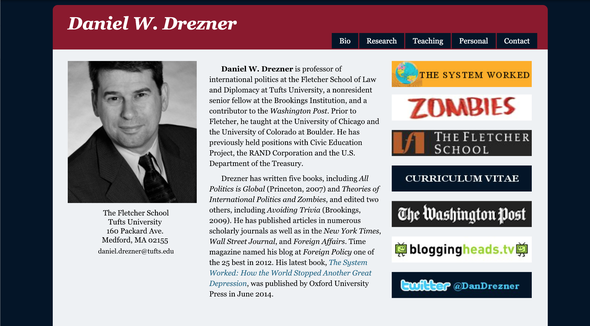 Daniel W. Drezner
Bio
Research
Teaching
Personal
Contact
The Fletcher School
Tufts University
160 Packard Ave.
Medford, MA 02155
daniel.drezner@tufts.edu
Daniel W. Drezner is professor of
international politics at the Fletcher School of Law
and Diplomacy at Tufts University, a nonresident
senior fellow at the Brookings Institution, and a
contributor to the Washington Post. Prior to
Fletcher, he taught at the University of Chicago and
the University of Colorado at Boulder. He has
previously held positions with Civic Education
Project, the RAND Corporation and the U.S.
Department of the Treasury.
Drezner has written five books, including All
Politics is Global (Princeton, 2007) and Theories of
International Politics and Zombies, and edited two
others, including Avoiding Trivia (Brookings,
2009). He has published articles in numerous
scholarly journals as well as in the New York Times,
Wall Street Journal, and Foreign Affairs. Time
magazine named his blog at Foreign Policy one of
the 25 best in 2012. His latest book, The System
Worked: How the World Stopped Another Great
Depression, was published by Oxford University
Press in June 2014.
THE SYSTEM WORKED
ZOMBIES
THE FLETCHER
SCHOOL
CURRICULUM VITAE
The Washington Post
bloggingheads.tv
twitter @DanDrezner